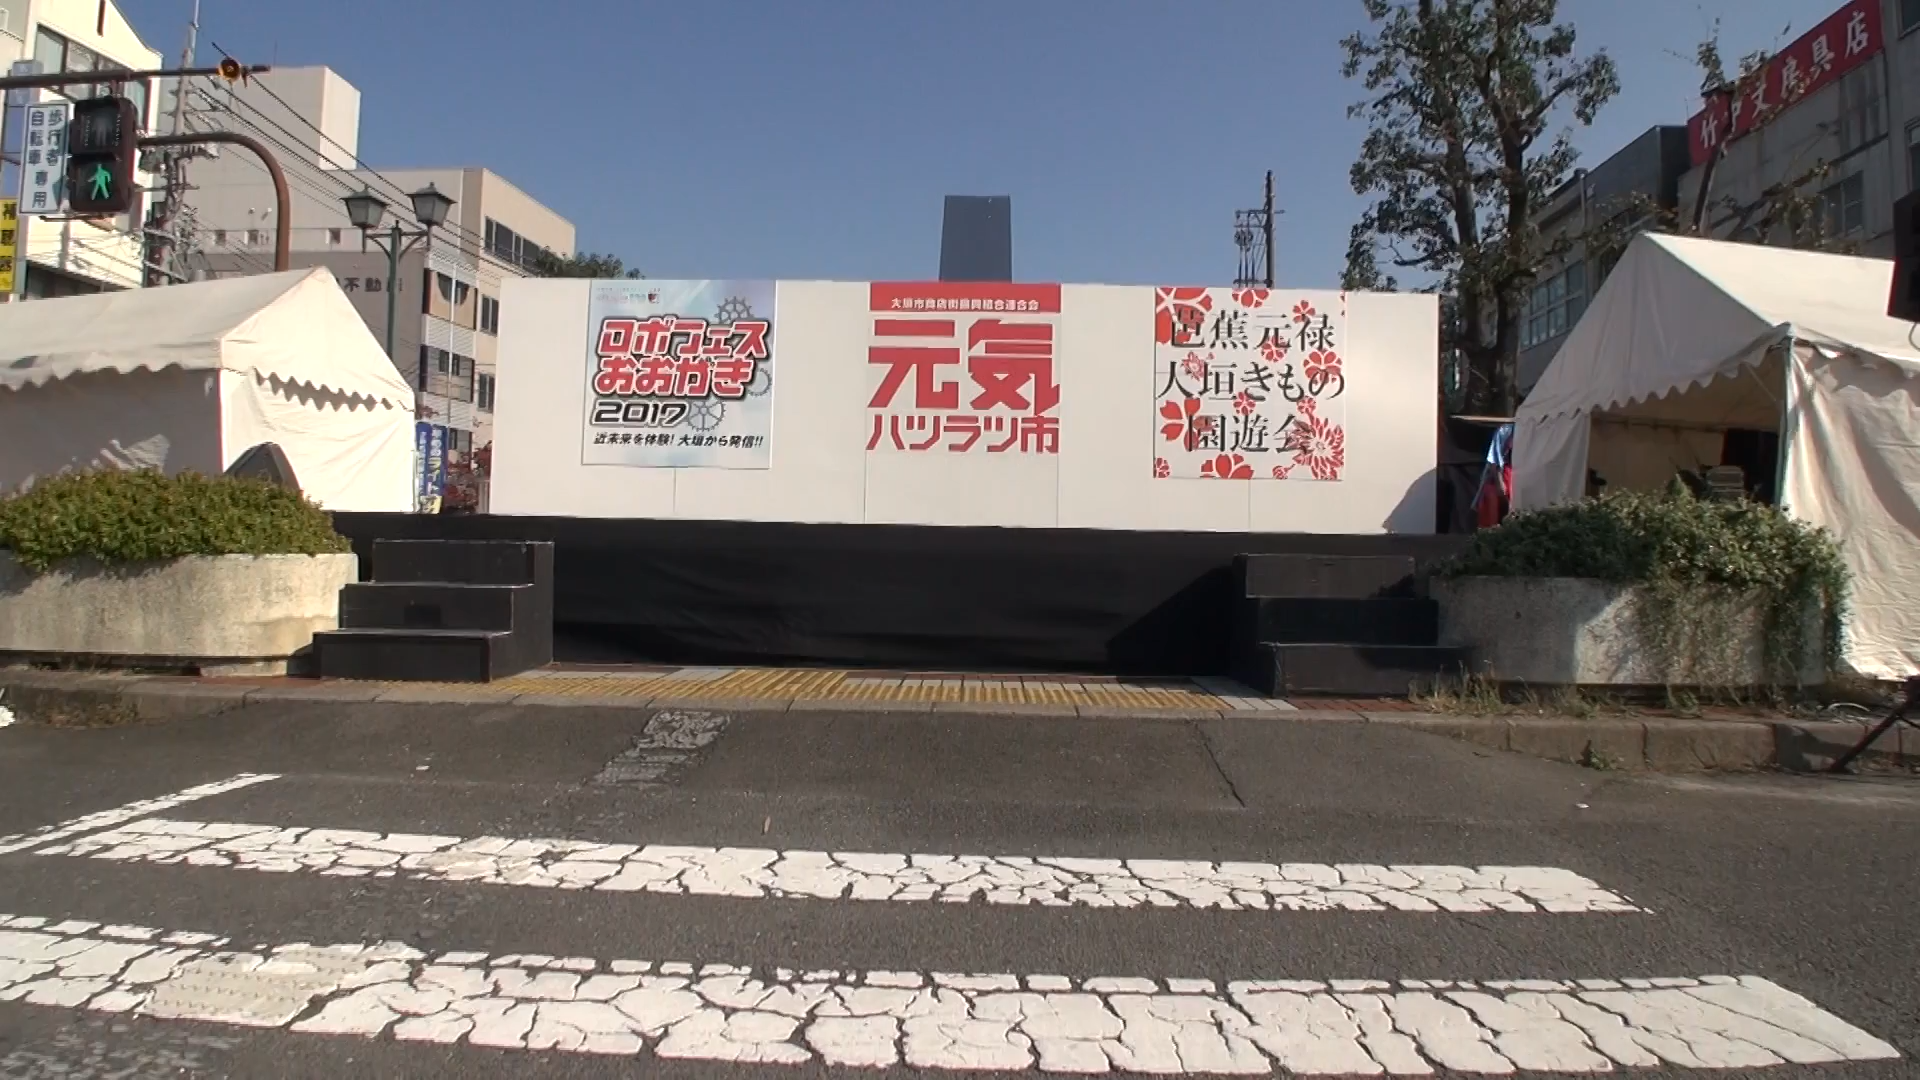 歩行者
自転車専用
補聴器
不動
ロボフェス
おおがき
2017
近未来を体験! 大垣から発信!!
大垣市商店街振興組合連合会
元気
ハツラツ市
芭蕉元禄
大垣きもの
園遊会
竹中文房具店